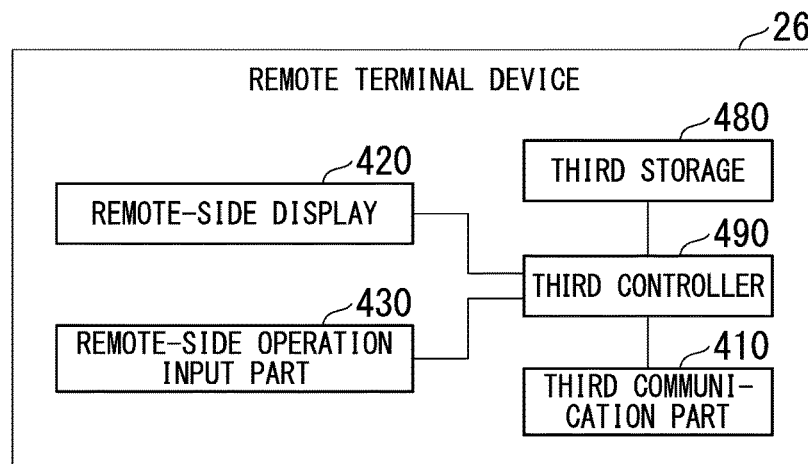 26
REMOTE TERMINAL DEVICE
480
THIRD STORAGE
420
REMOTE-SIDE DISPLAY
490
THIRD CONTROLLER
430
REMOTE-SIDE OPERATION
INPUT PART
410
THIRD COMMUNI-
CATION PART